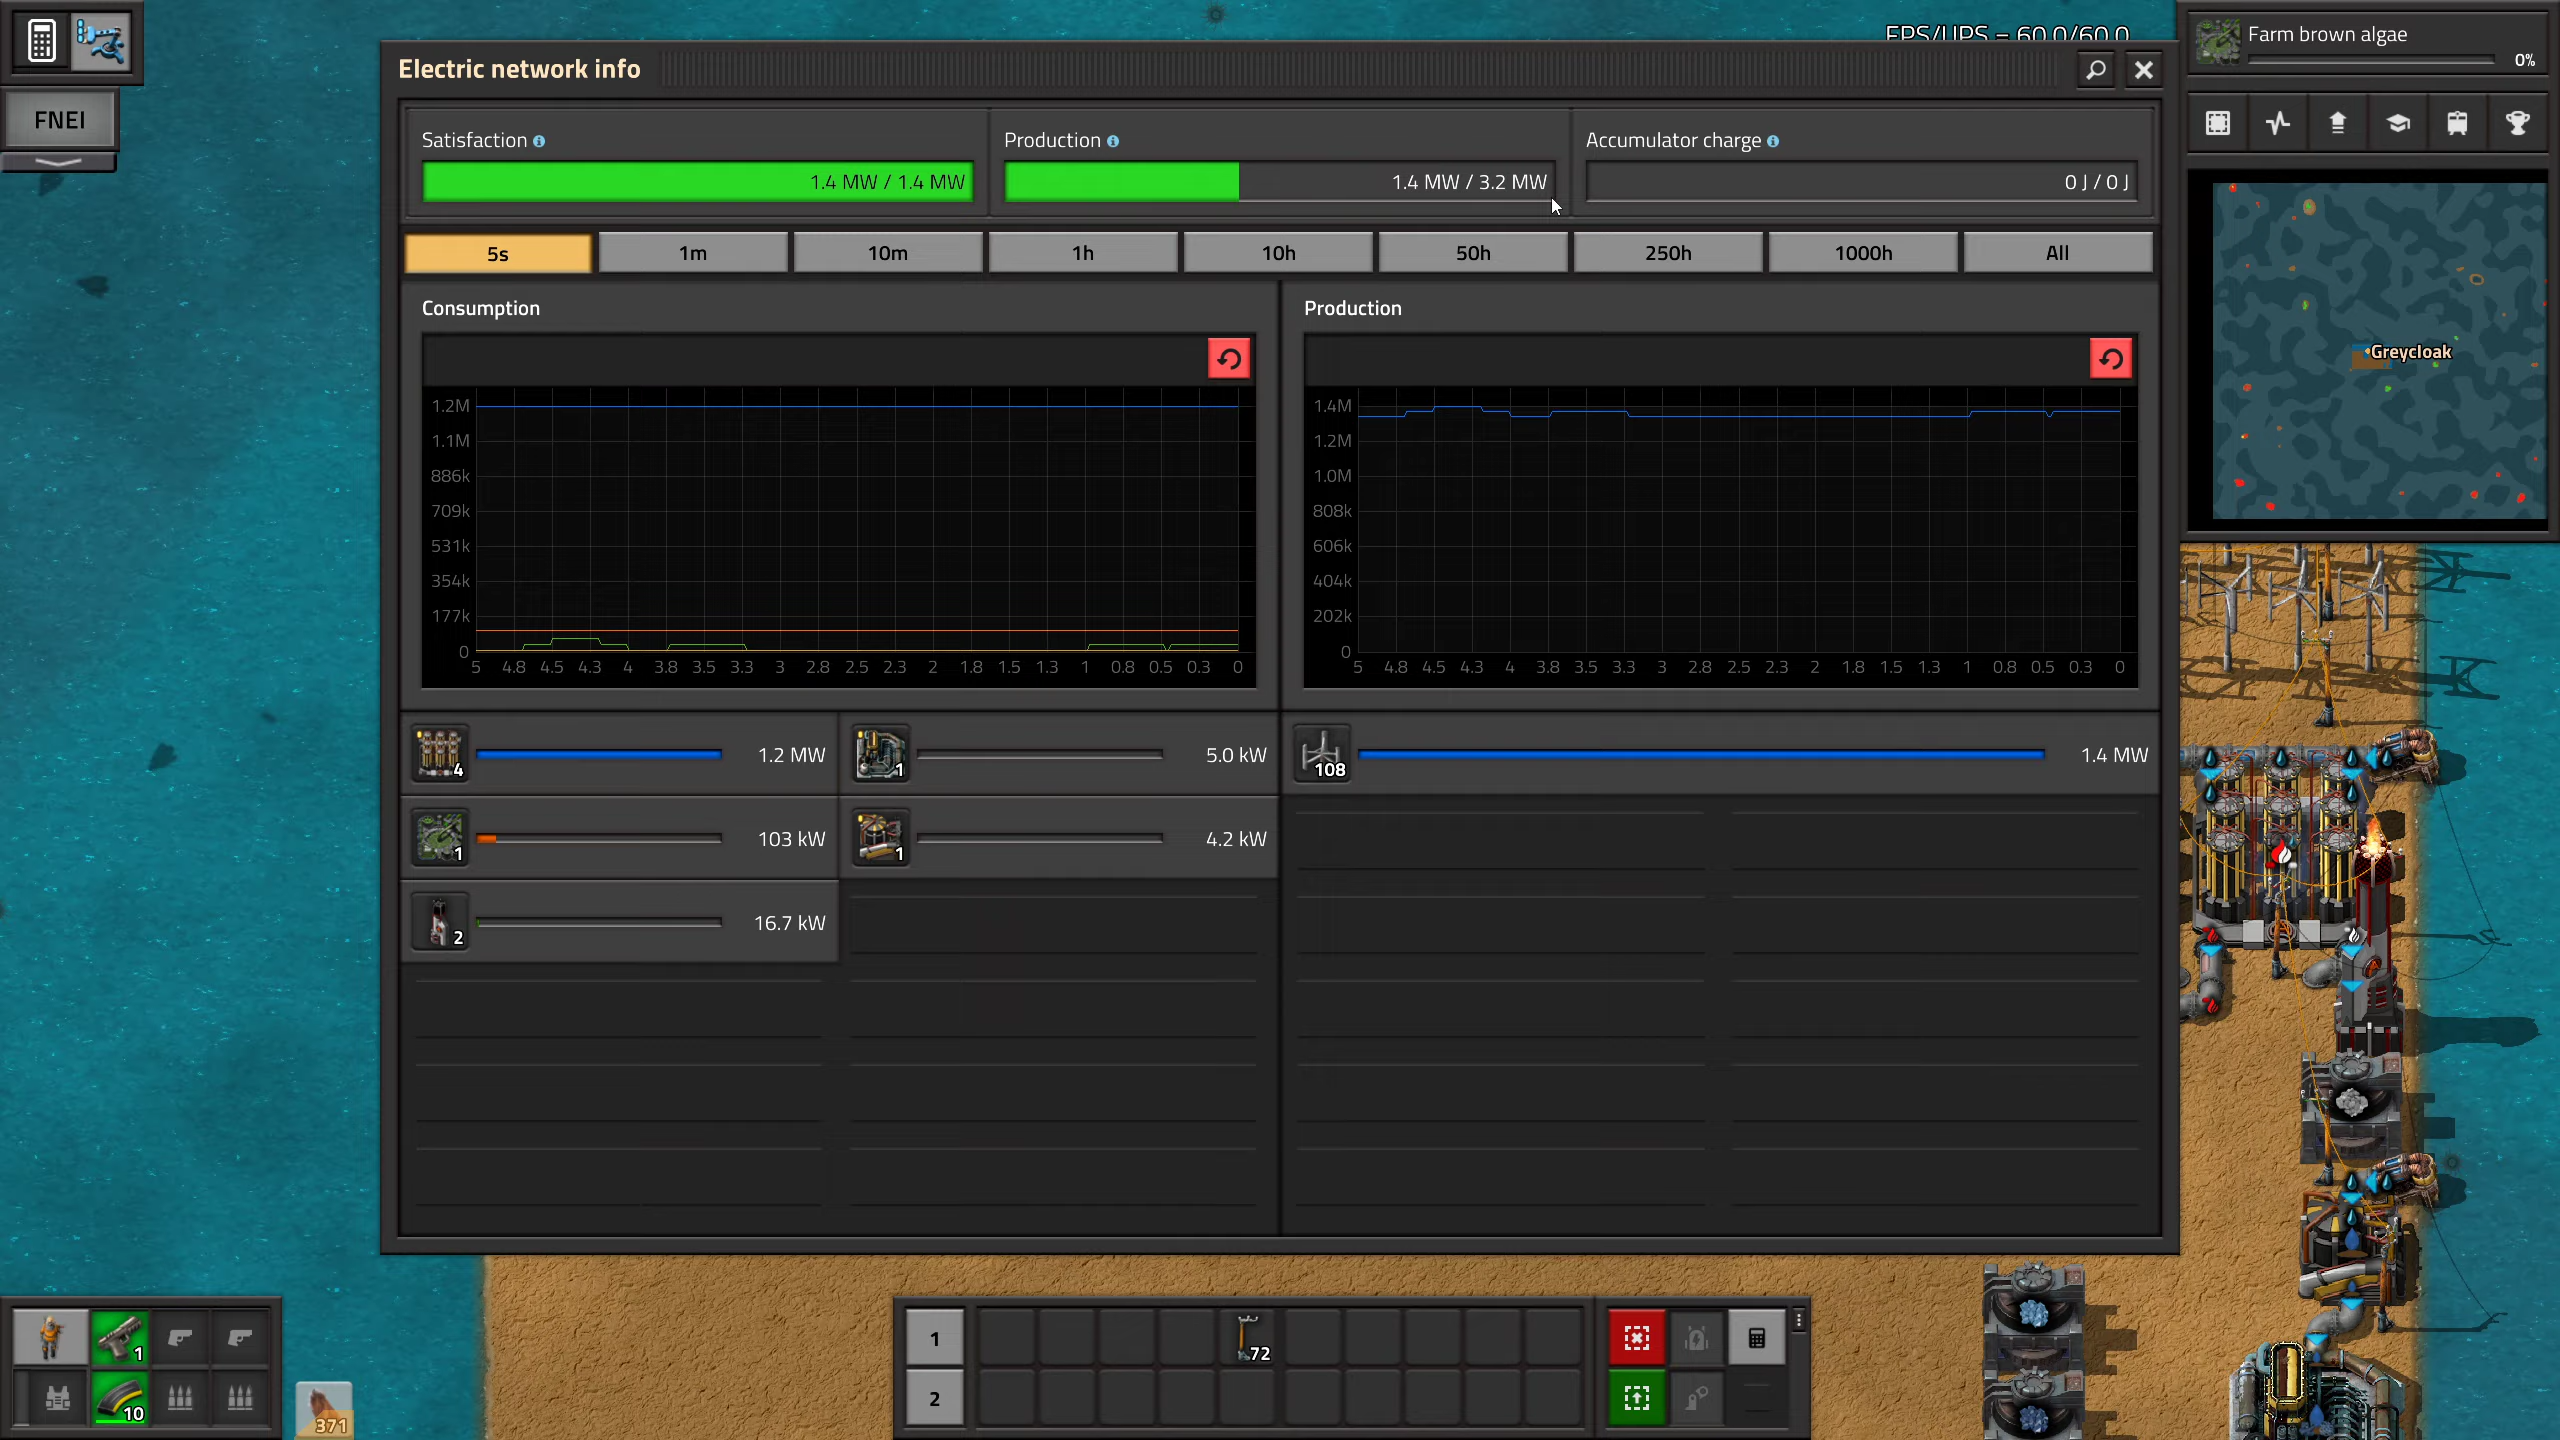 FPS/UPS = 60.0/60.0
Farm brown algae
0%
FNEI
Electric network info
Satisfaction
Production
Accumulator charge
1.4 MW / 1.4 MW
1.4 MW / 3.2 MW
0 J / 0 J
5s
1m
10m
1h
10h
50h
250h
1000h
All
Consumption
1.2M
1.1M
886k
709k
531k
354k
177k
0
5 4.8 4.5 4.3 4 3.8 3.5 3.3 3 2.8 2.5 2.3 2 1.8 1.5 1.3 1 0.8 0.5 0.3 0
Production
1.4M
1.2M
1.0M
808k
606k
404k
202k
0
5 4.8 4.5 4.3 4 3.8 3.5 3.3 3 2.8 2.5 2.3 2 1.8 1.5 1.3 1 0.8 0.5 0.3 0
4
1.2 MW
1
5.0 kW
108
1.4 MW
1
103 kW
1
4.2 kW
2
16.7 kW
Greycloak
1
10
371
1
2
72